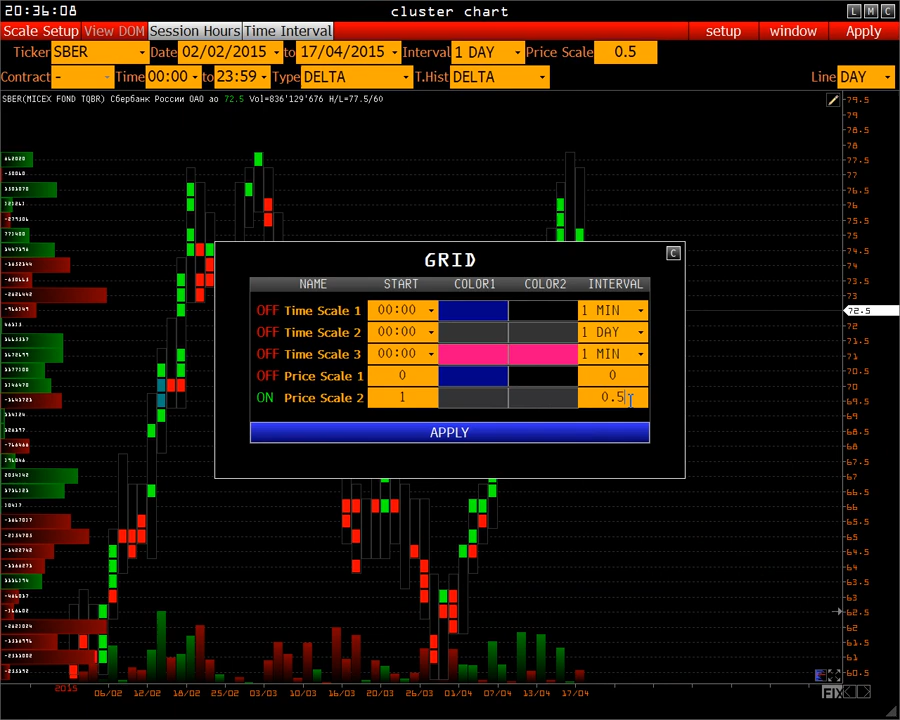 20:36:08 cluster chart L M C
Scale Setup View DOM Session Hours Time Interval setup window Apply
Ticker SBER Date 02/02/2015 to 17/04/2015 Interval 1 DAY Price Scale 0.5
Contract - Time 00:00 to 23:59 Type DELTA T.Hist DELTA Line DAY
SBER(MICEX FOND TQBR) Сбербанк России ОАО ао 72.5 Vol=836'129'676 H/L=77.5/60
79.5
79
78.5
78
77.5
77
76.5
76
75.5
75
74.5
74
73.5
73
72.5
72
71.5
71
70.5
70
69.5
69
68.5
68
67.5
67
66.5
66
65.5
65
64.5
64
63.5
63
62.5
62
61.5
61
60.5
GRID C
NAME START COLOR1 COLOR2 INTERVAL
OFF Time Scale 1 00:00 1 MIN
OFF Time Scale 2 00:00 1 DAY
OFF Time Scale 3 00:00 1 MIN
OFF Price Scale 1 0 0
ON Price Scale 2 1 0.5
APPLY
2015 06/02 12/02 18/02 25/02 03/03 10/03 16/03 20/03 26/03 01/04 07/04 13/04 17/04
FIX